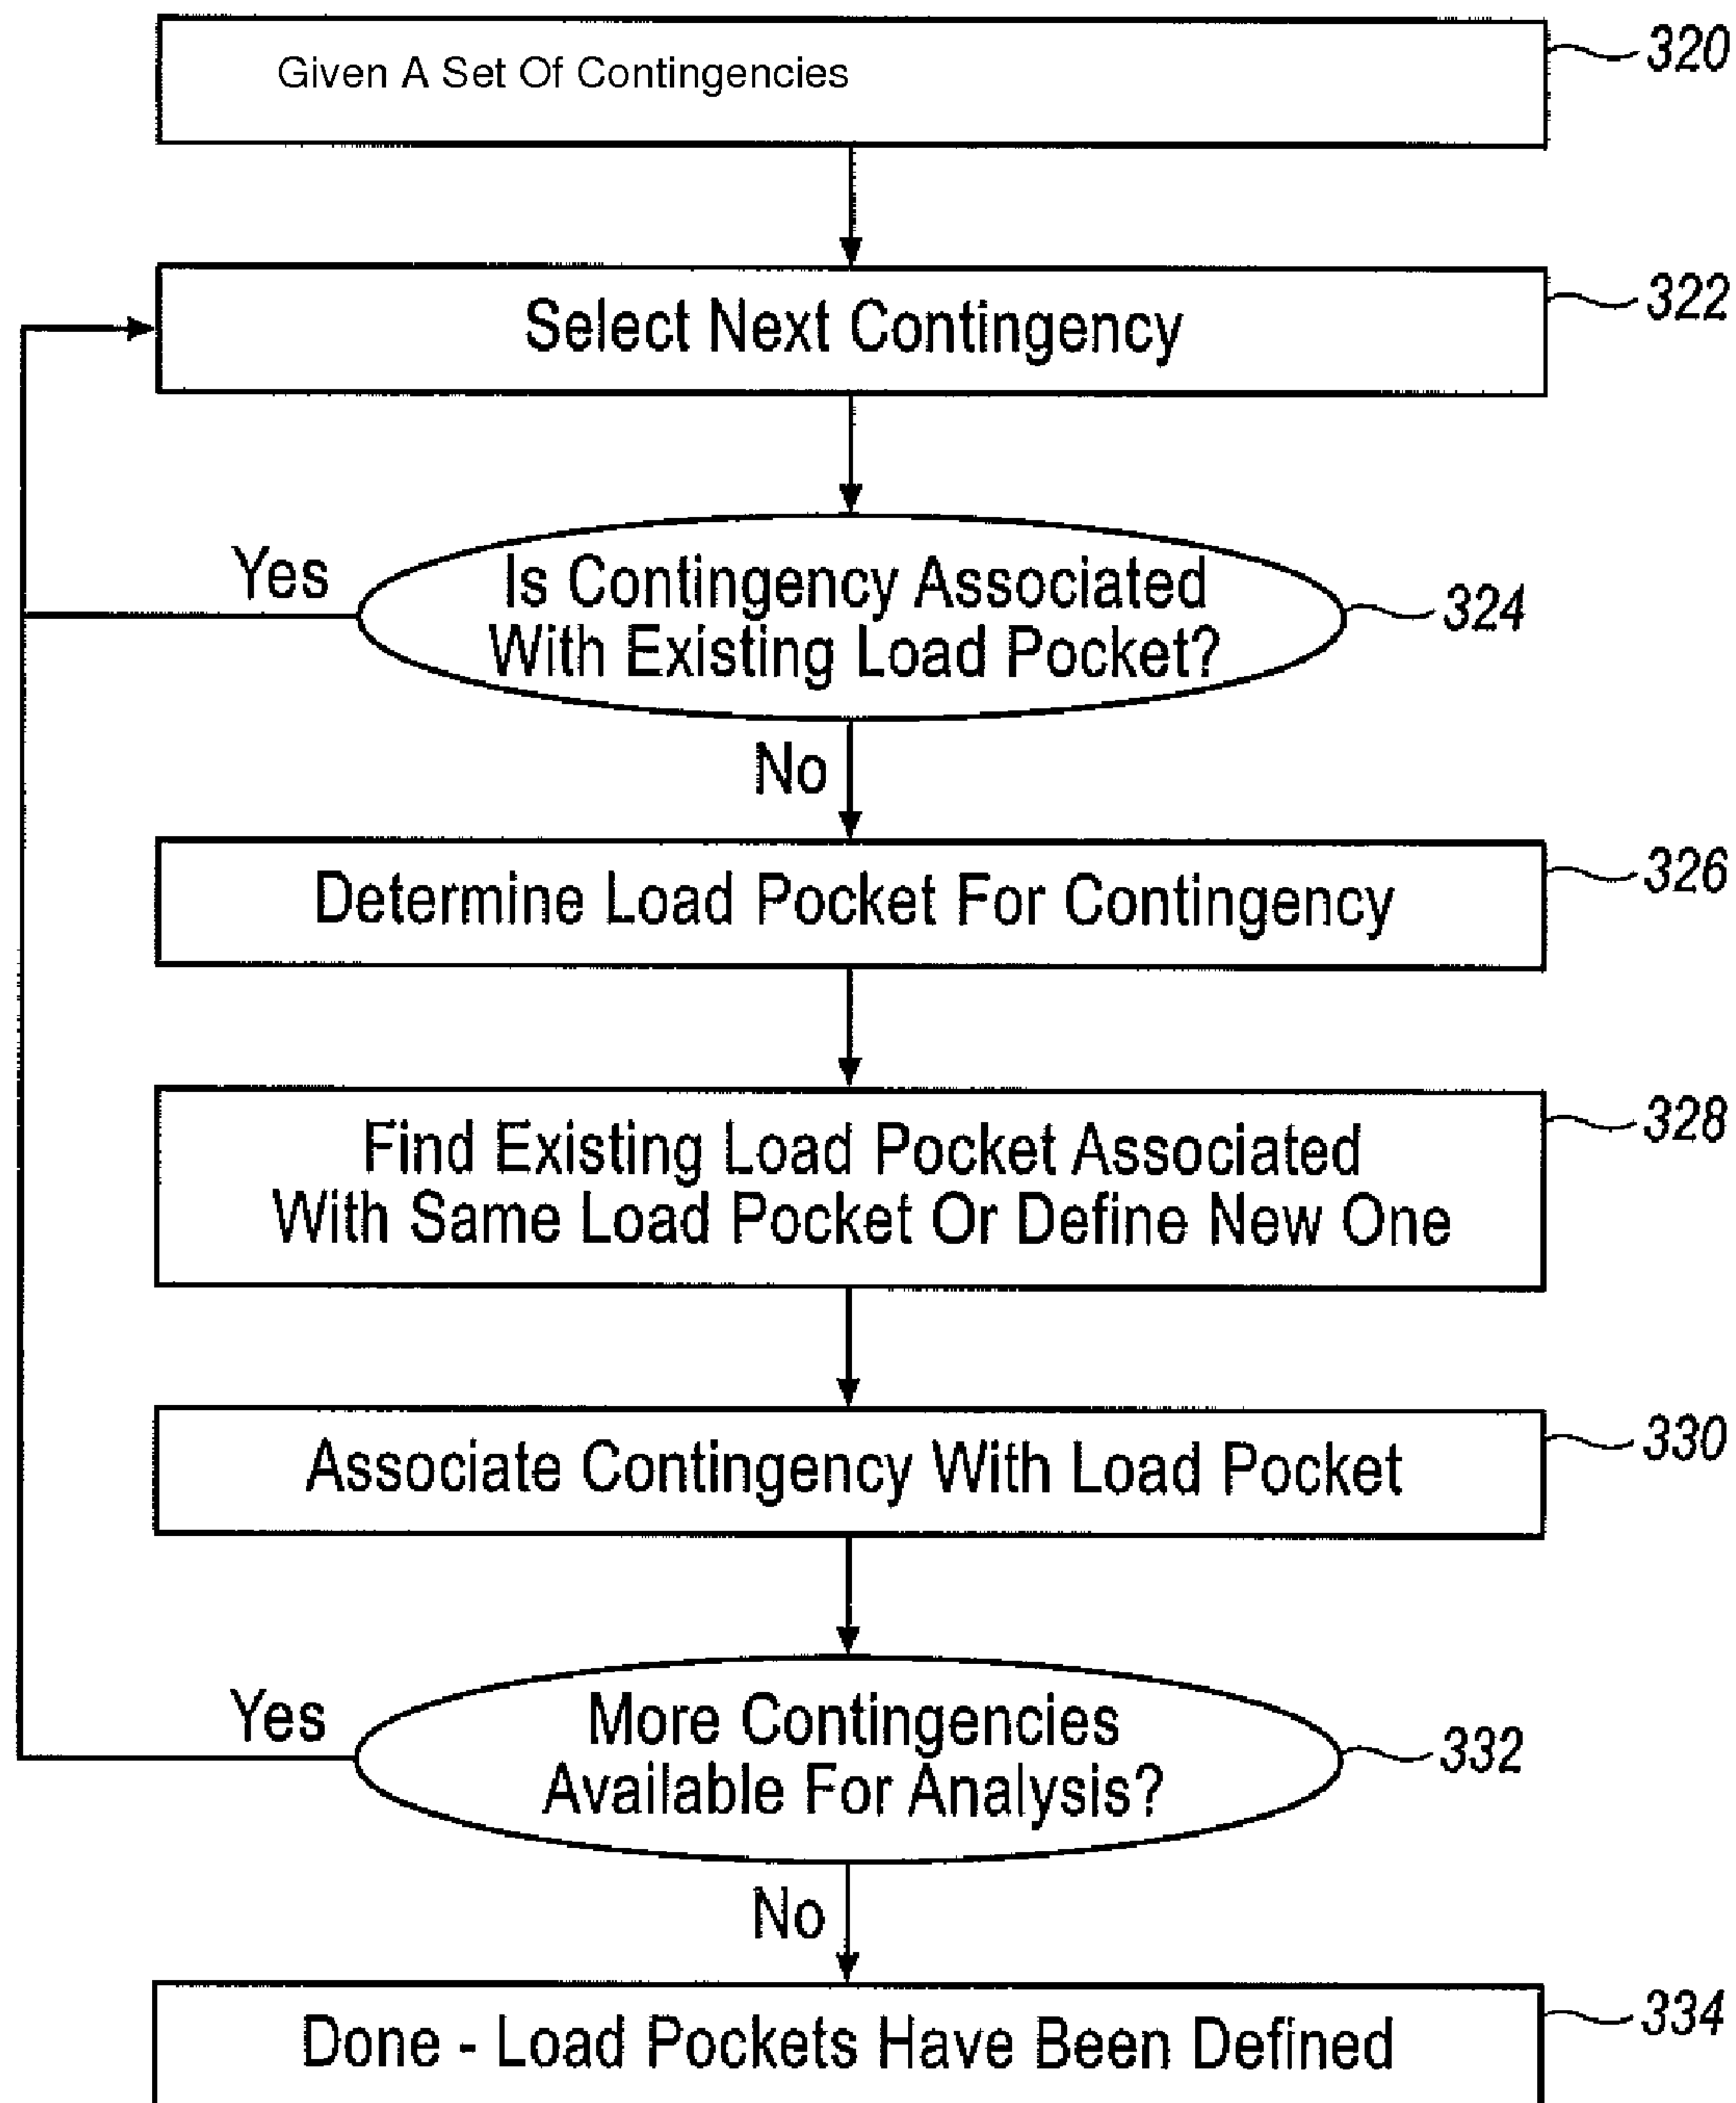 Given A Set Of Contingencies
320
Select Next Contingency
322
Yes
Is Contingency Associated
With Existing Load Pocket?
324
No
Determine Load Pocket For Contingency
326
Find Existing Load Pocket Associated
With Same Load Pocket Or Define New One
328
Associate Contingency With Load Pocket
330
Yes
More Contingencies
Available For Analysis?
332
No
Done - Load Pockets Have Been Defined
334